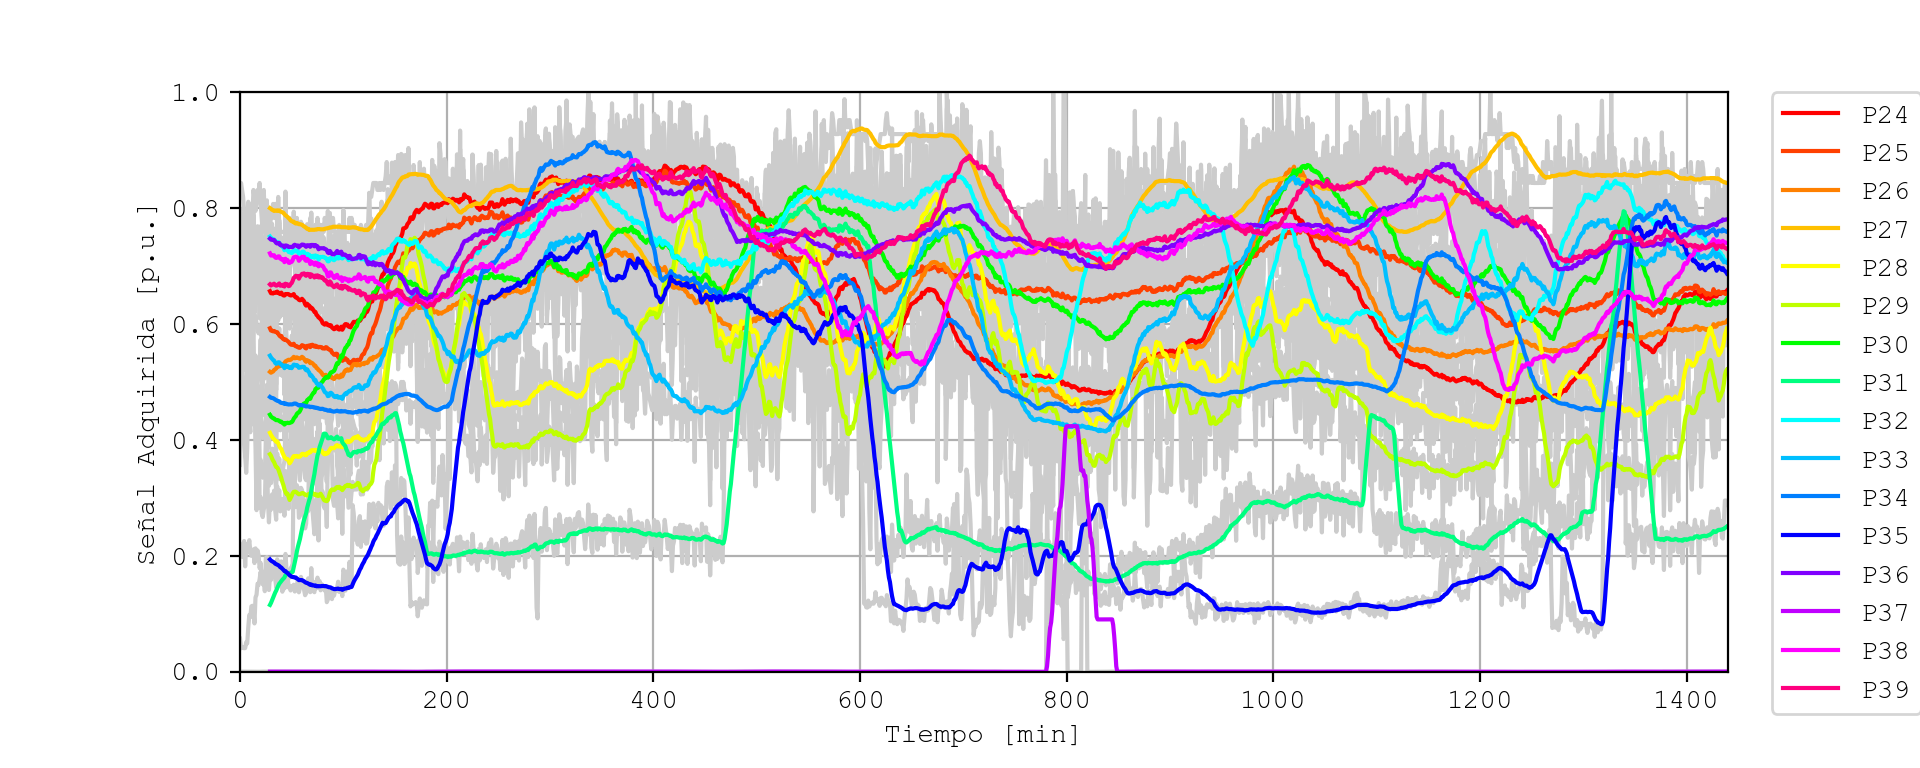 1.0
0.8
0.6
0.4
0.2
0.0
Señal Adquirida [p.u.]
0 200 400 600 800 1000 1200 1400
Tiempo [min]
P24
P25
P26
P27
P28
P29
P30
P31
P32
P33
P34
P35
P36
P37
P38
P39